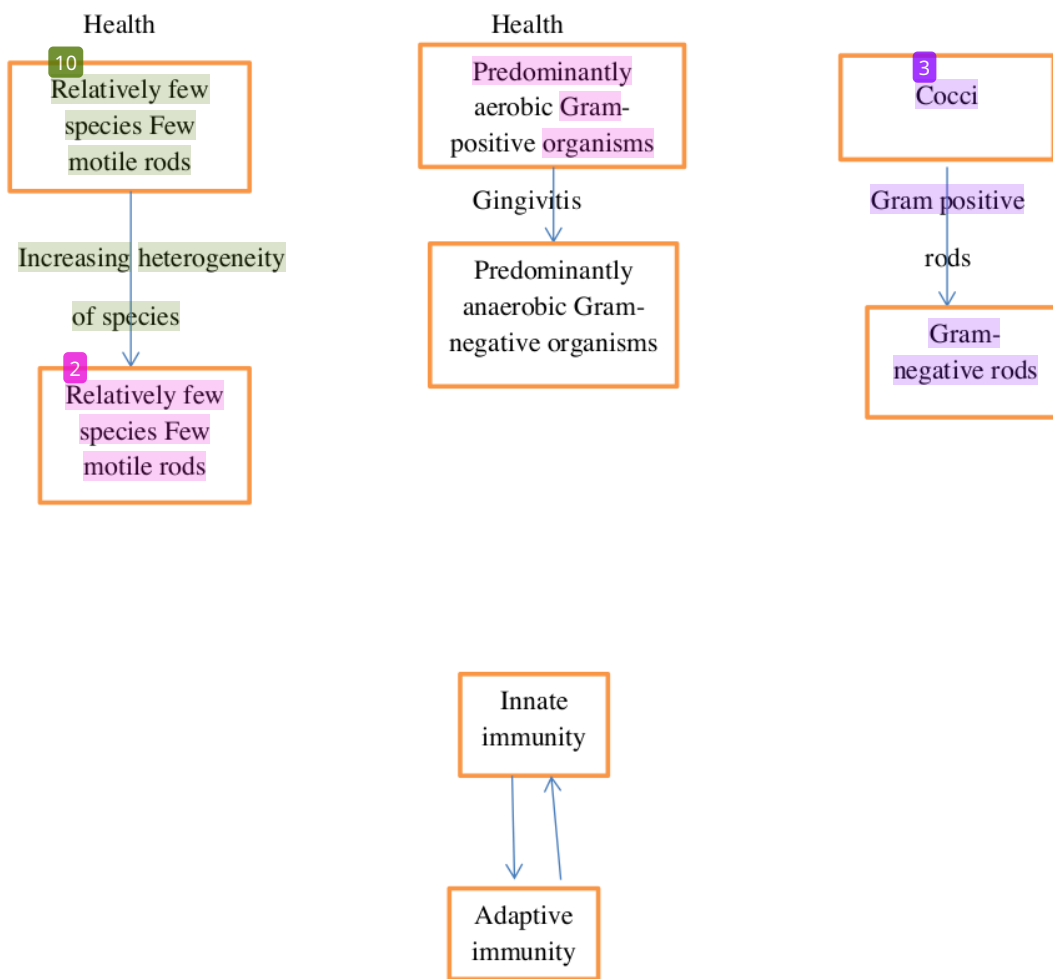 Health
10
Relatively few
species Few
motile rods
Increasing heterogeneity
of species
2
Relatively few
species Few
motile rods
Health
Predominantly
aerobic Gram-
positive organisms
Gingivitis
Predominantly
anaerobic Gram-
negative organisms
3
Cocci
Gram positive
rods
Gram-
negative rods
Innate
immunity
Adaptive
immunity